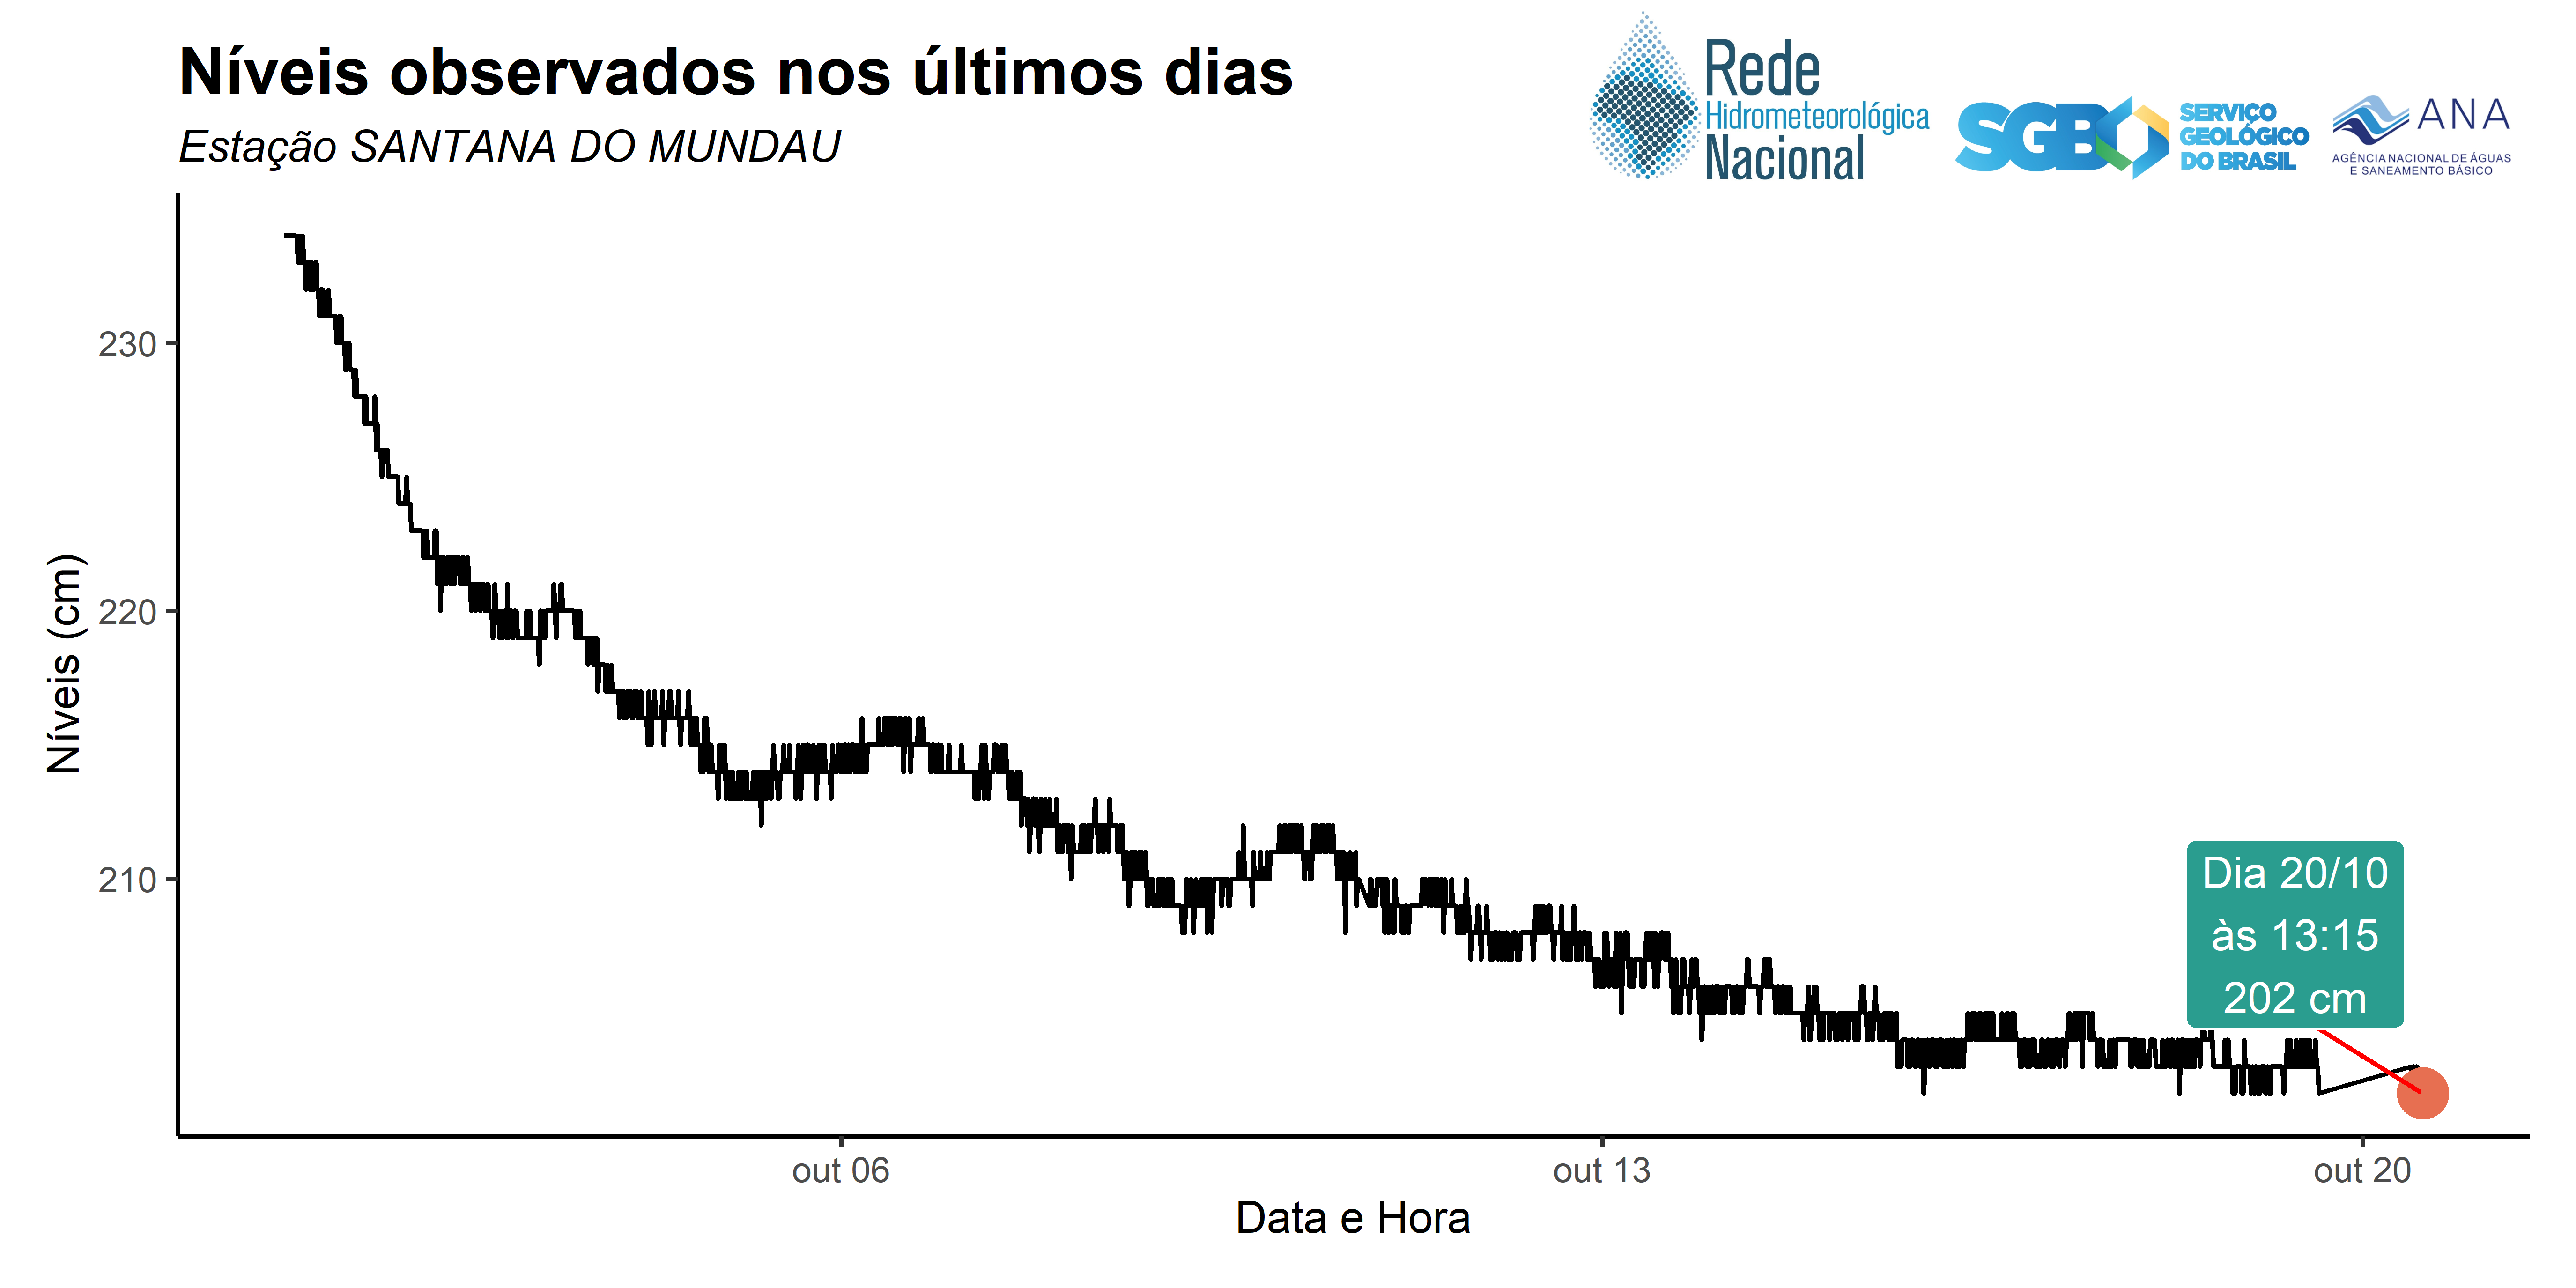 Níveis observados nos últimos dias
Estação SANTANA DO MUNDAU
Rede
Hidrometeorológica
Nacional
SGB
SERVIÇO
GEOLÓGICO
DO BRASIL
ANA
AGÊNCIA NACIONAL DE ÁGUAS
E SANEAMENTO BÁSICO
Níveis (cm)
230
220
210
Dia 20/10
às 13:15
202 cm
out 06
out 13
out 20
Data e Hora